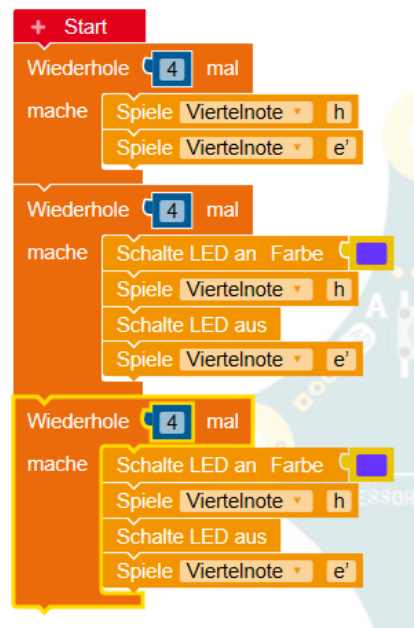 + Start
Wiederhole 4 mal
mache Spiele Viertelnote h
Spiele Viertelnote e'
Wiederhole 4 mal
mache Schalte LED an Farbe
Spiele Viertelnote h
Schalte LED aus
Spiele Viertelnote e'
Wiederhole 4 mal
mache Schalte LED an Farbe
Spiele Viertelnote h
Schalte LED aus
Spiele Viertelnote e'
A
ESSOR